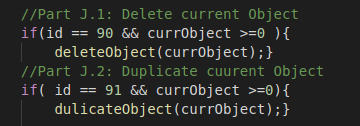 //Part J.1: Delete current Object
if(id == 90 && currObject >=0 ){
    deleteObject(currObject);}
//Part J.2: Duplicate cuurent Object
if( id == 91 && currObject >=0){
    dulicateObject(currObject);}